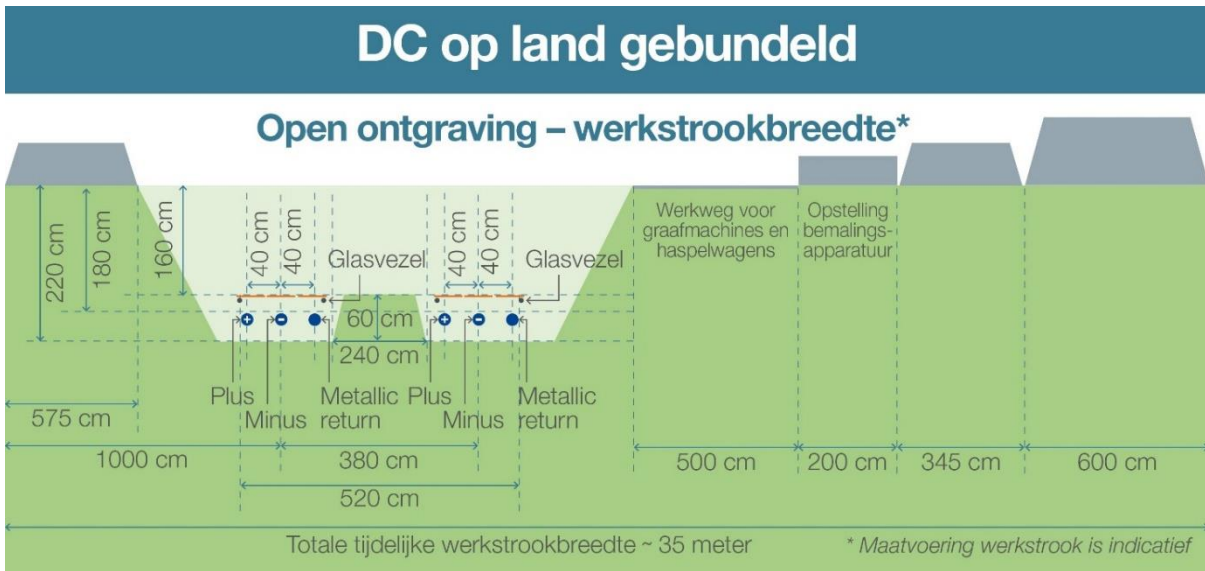 DC op land gebundeld
Open ontgraving – werkstrookbreedte*
220 cm
180 cm
160 cm
40 cm
40 cm
Glasvezel
40 cm
40 cm
Glasvezel
Werkweg voor
graafmachines en
haspelwagens
Opstelling
bemalings-
apparatuur
+
-
60 cm
+
-
240 cm
Plus
Minus
Metallic
return
Plus
Minus
Metallic
return
575 cm
1000 cm
380 cm
500 cm
200 cm
345 cm
600 cm
520 cm
Totale tijdelijke werkstrookbreedte ~ 35 meter
* Maatvoering werkstrook is indicatief